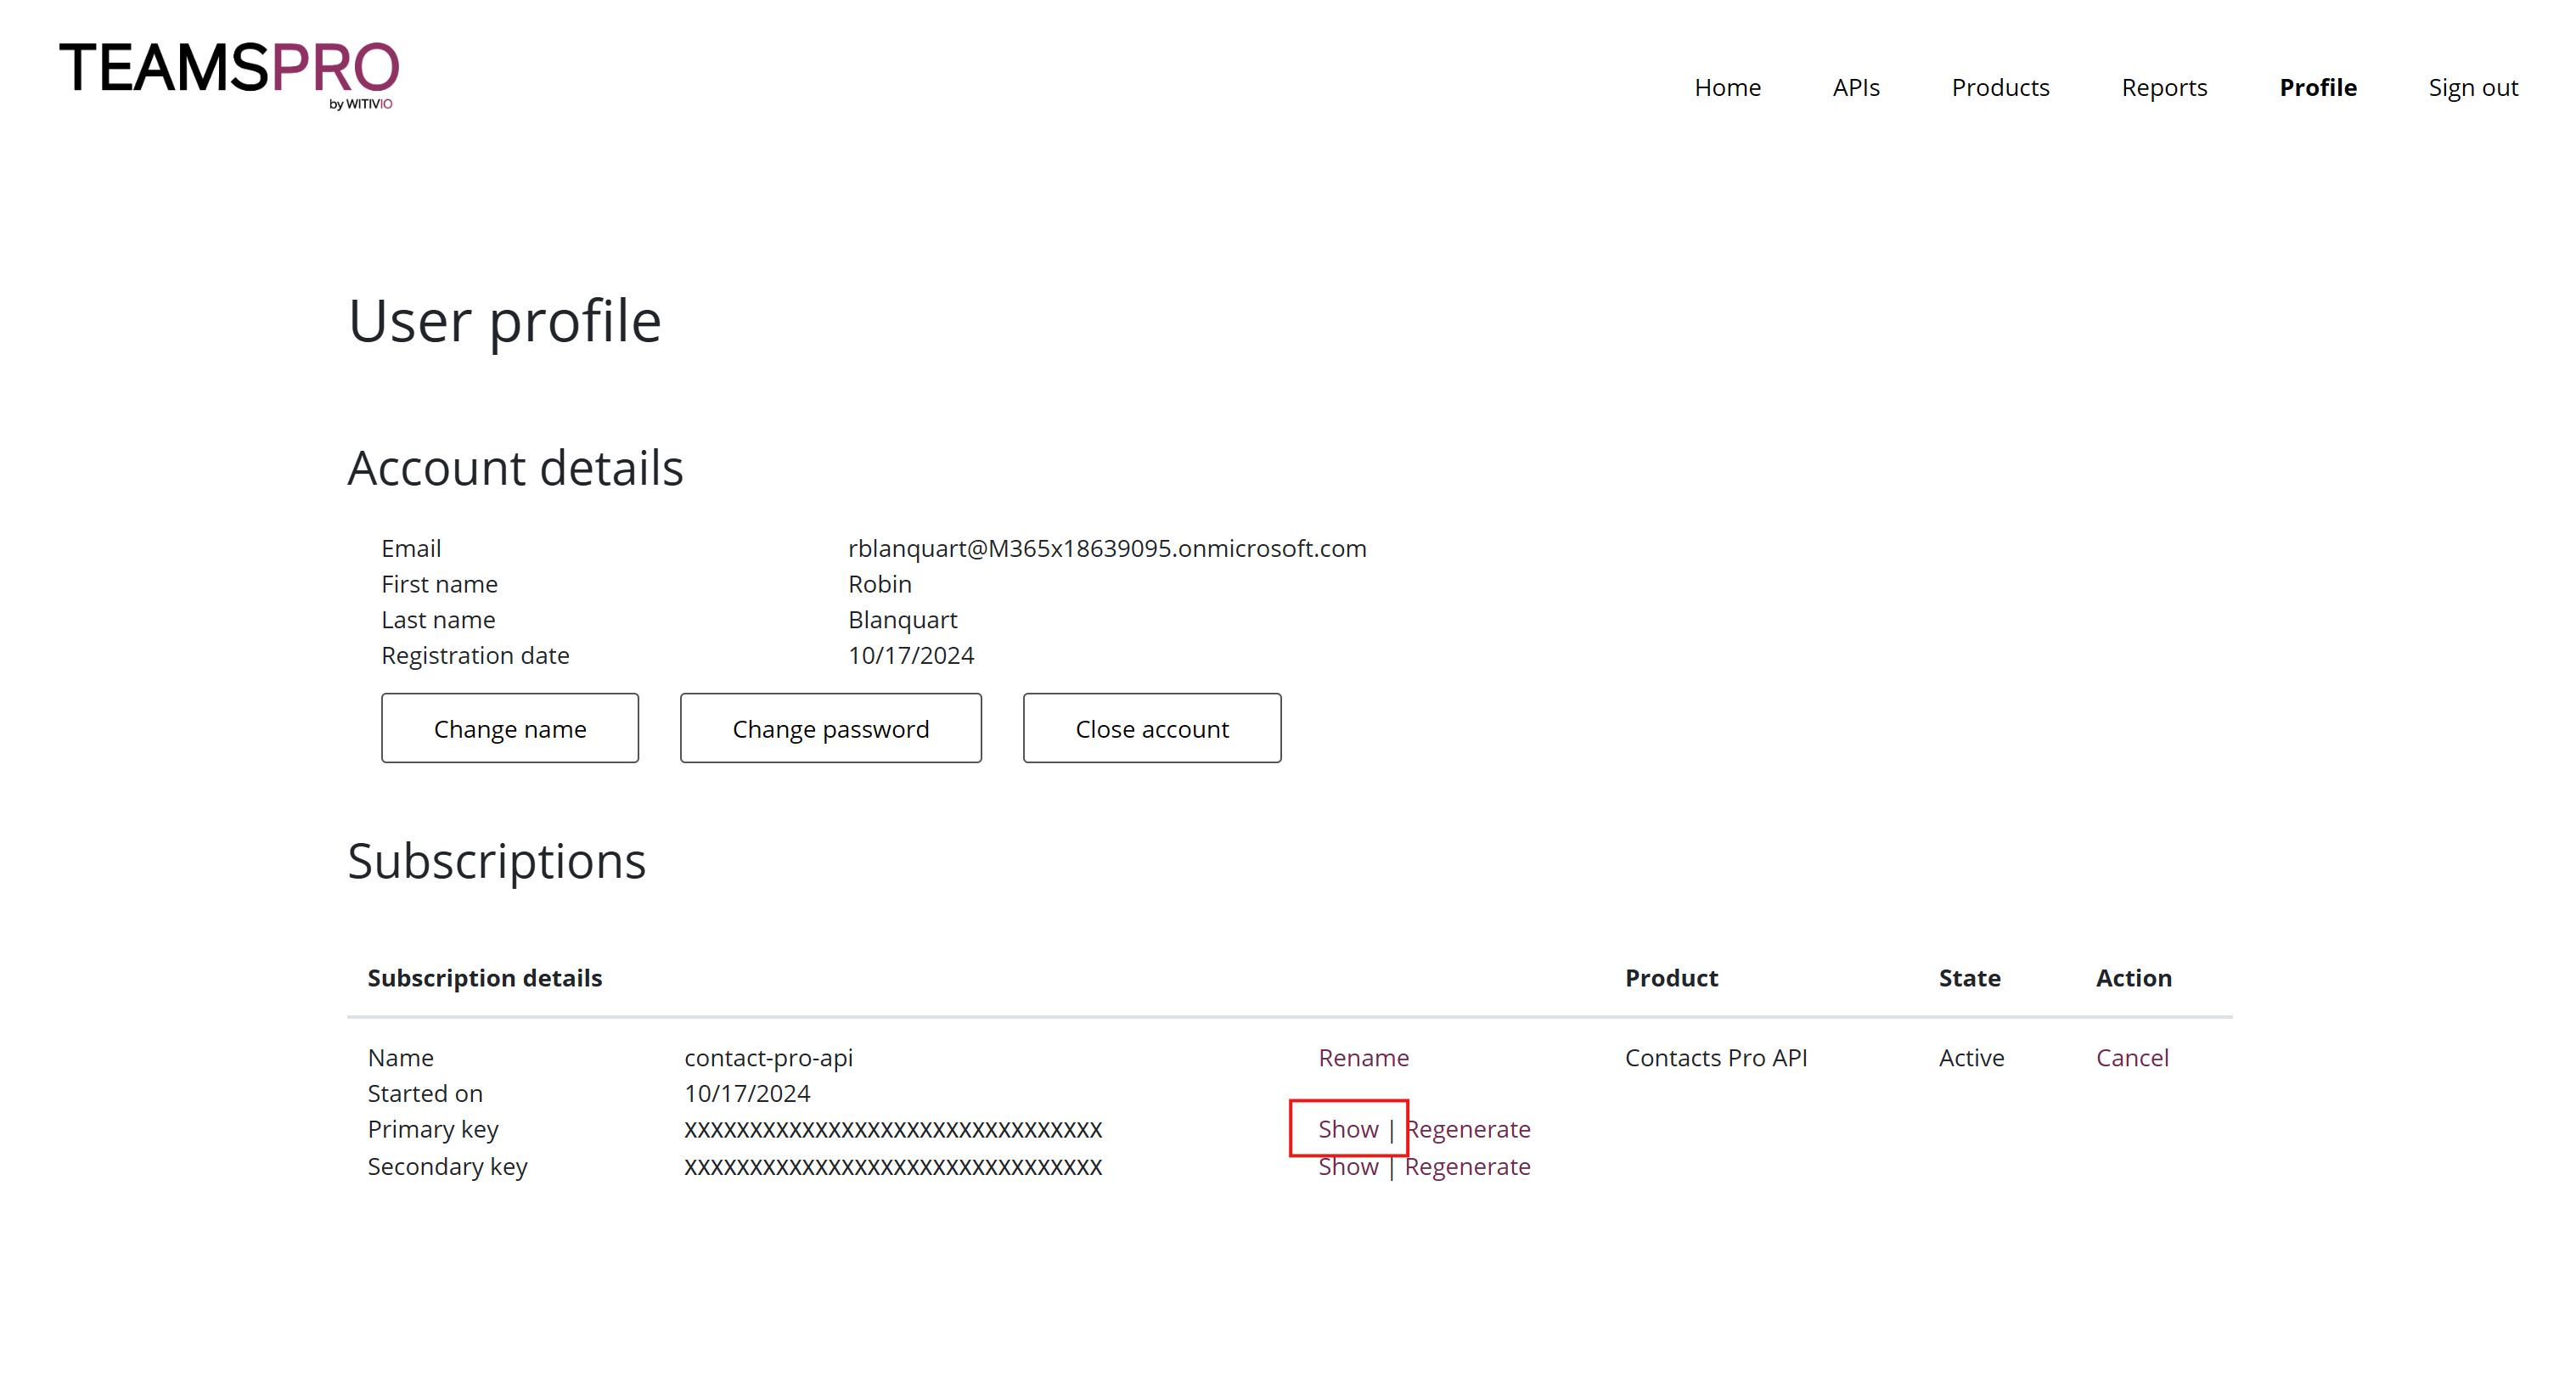 TEAMSPRO
by WITIVIO
Home APIs Products Reports Profile Sign out
User profile
Account details
Email rblanquart@M365x18639095.onmicrosoft.com
First name Robin
Last name Blanquart
Registration date 10/17/2024
Change name Change password Close account
Subscriptions
Subscription details Product State Action
Name contact-pro-api Rename Contacts Pro API Active Cancel
Started on 10/17/2024
Primary key XXXXXXXXXXXXXXXXXXXXXXXXXXXXXXXX Show | Regenerate
Secondary key XXXXXXXXXXXXXXXXXXXXXXXXXXXXXXXX Show | Regenerate